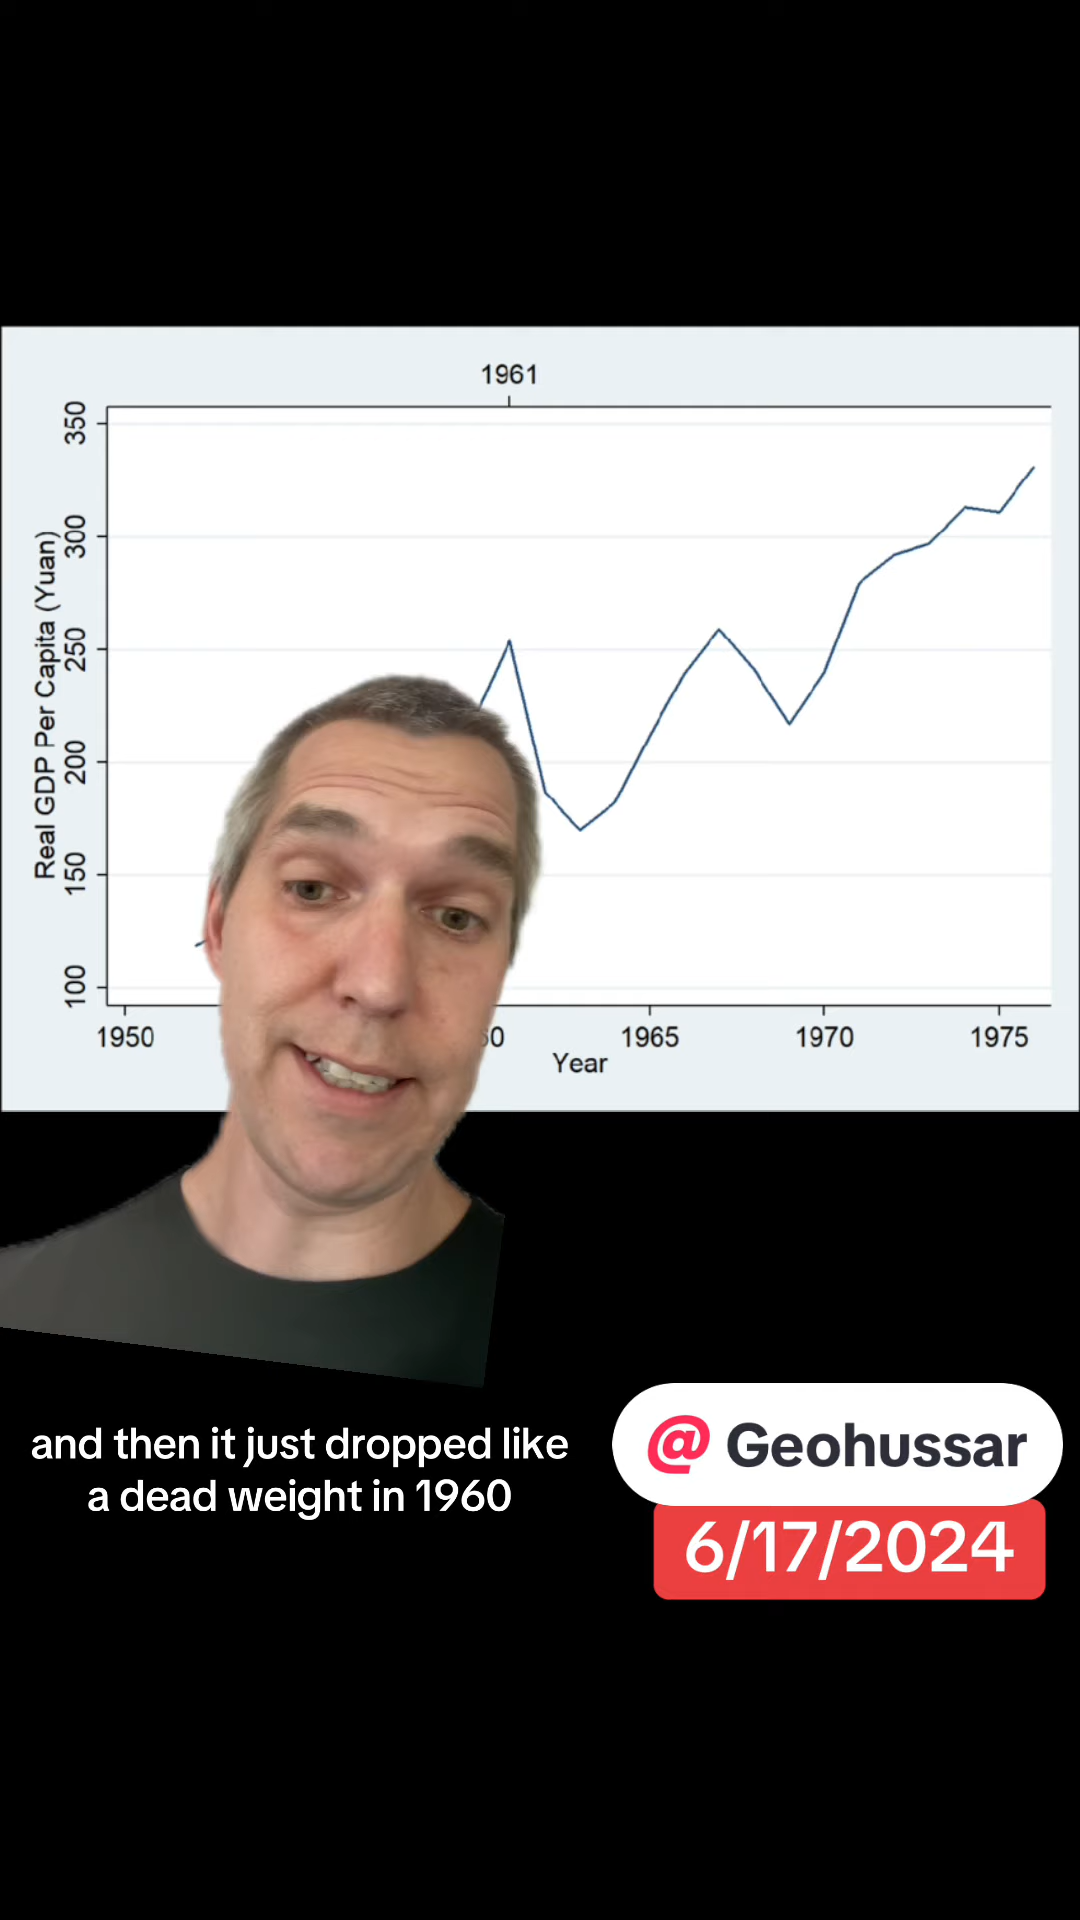 1961
350
300
250
200
150
100
Real GDP Per Capita (Yuan)
1950
60
1965
1970
1975
Year
and then it just dropped like
a dead weight in 1960
@ Geohussar
6/17/2024